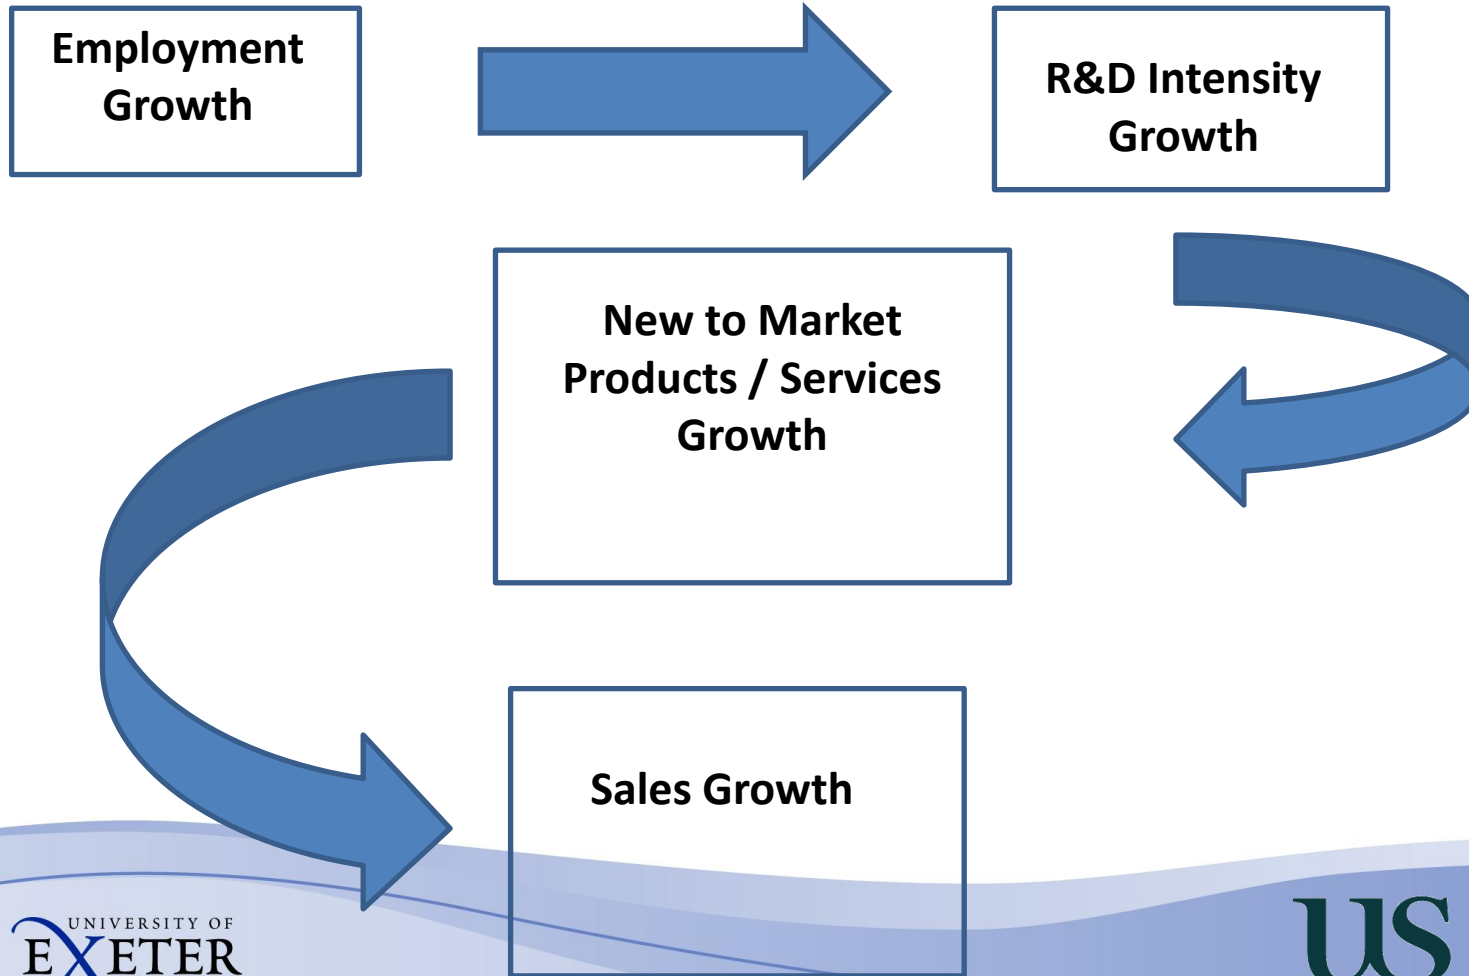 Employment
Growth
R&D Intensity
Growth
New to Market
Products / Services
Growth
Sales Growth
UNIVERSITY OF
EXETER
US